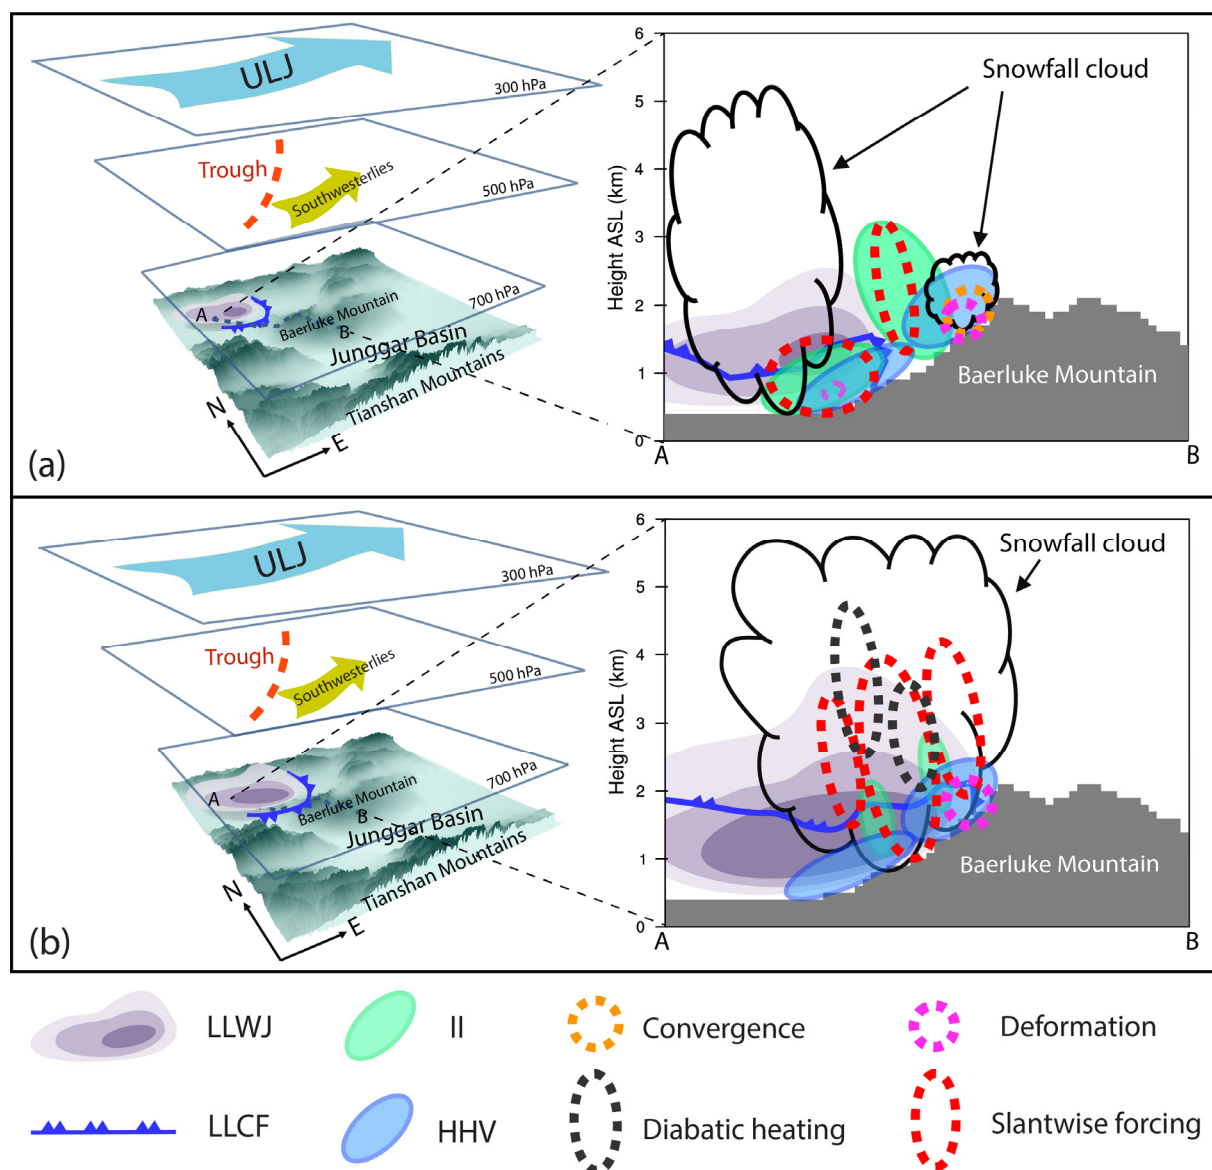 ULJ
300 hPa
Trough
Southwesterlies
500 hPa
A
Baerluke Mountain
B
700 hPa
Junggar Basin
Tianshan Mountains
N
E
(a)
6
5
4
3
2
1
0
Height ASL (km)
Snowfall cloud
Baerluke Mountain
A
B
ULJ
300 hPa
Trough
Southwesterlies
500 hPa
A
Baerluke Mountain
B
700 hPa
Junggar Basin
Tianshan Mountains
N
E
(b)
6
5
4
3
2
1
0
Height ASL (km)
Snowfall cloud
Baerluke Mountain
A
B
LLWJ
II
Convergence
Deformation
LLCF
HHV
Diabatic heating
Slantwise forcing